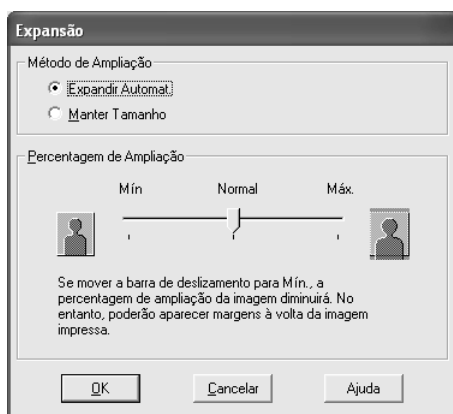 Expansão
Método de Ampliação
Expandir Automat.
Manter Tamanho
Percentagem de Ampliação
Mín Normal Máx.
Se mover a barra de deslizamento para Mín., a
percentagem de ampliação da imagem diminuirá. No
entanto, poderão aparecer margens à volta da imagem
impressa.
OK Cancelar Ajuda